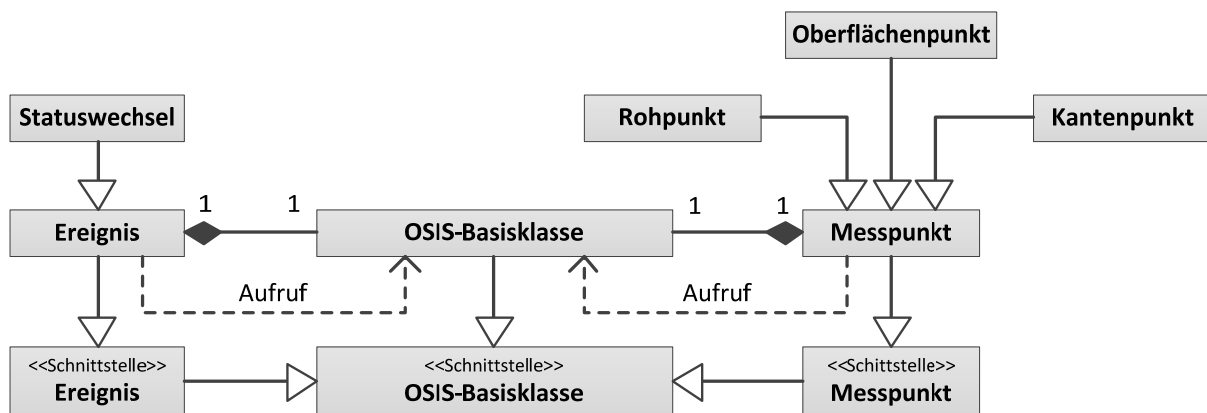 Oberflächenpunkt
Statuswechsel
Rohpunkt
Kantenpunkt
1
1
1
1
Ereignis
OSIS-Basisklasse
Messpunkt
Aufruf
Aufruf
<<Schnittstelle>>
Ereignis
<<Schnittstelle>>
OSIS-Basisklasse
<<Schittstelle>>
Messpunkt